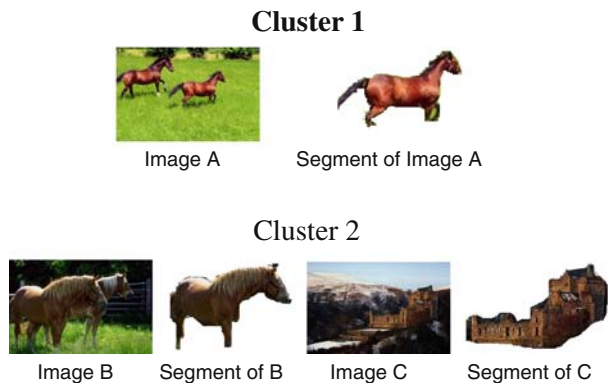 Cluster 1
Image A
Segment of Image A
Cluster 2
Image B
Segment of B
Image C
Segment of C